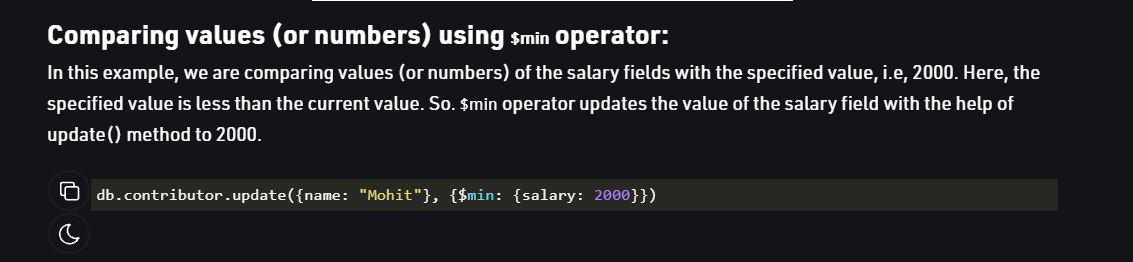 Comparing values (or numbers) using $min operator:
In this example, we are comparing values (or numbers) of the salary fields with the specified value, i.e, 2000. Here, the
specified value is less than the current value. So. $min operator updates the value of the salary field with the help of
update() method to 2000.
db.contributor.update({name: "Mohit"}, {$min: {salary: 2000}})